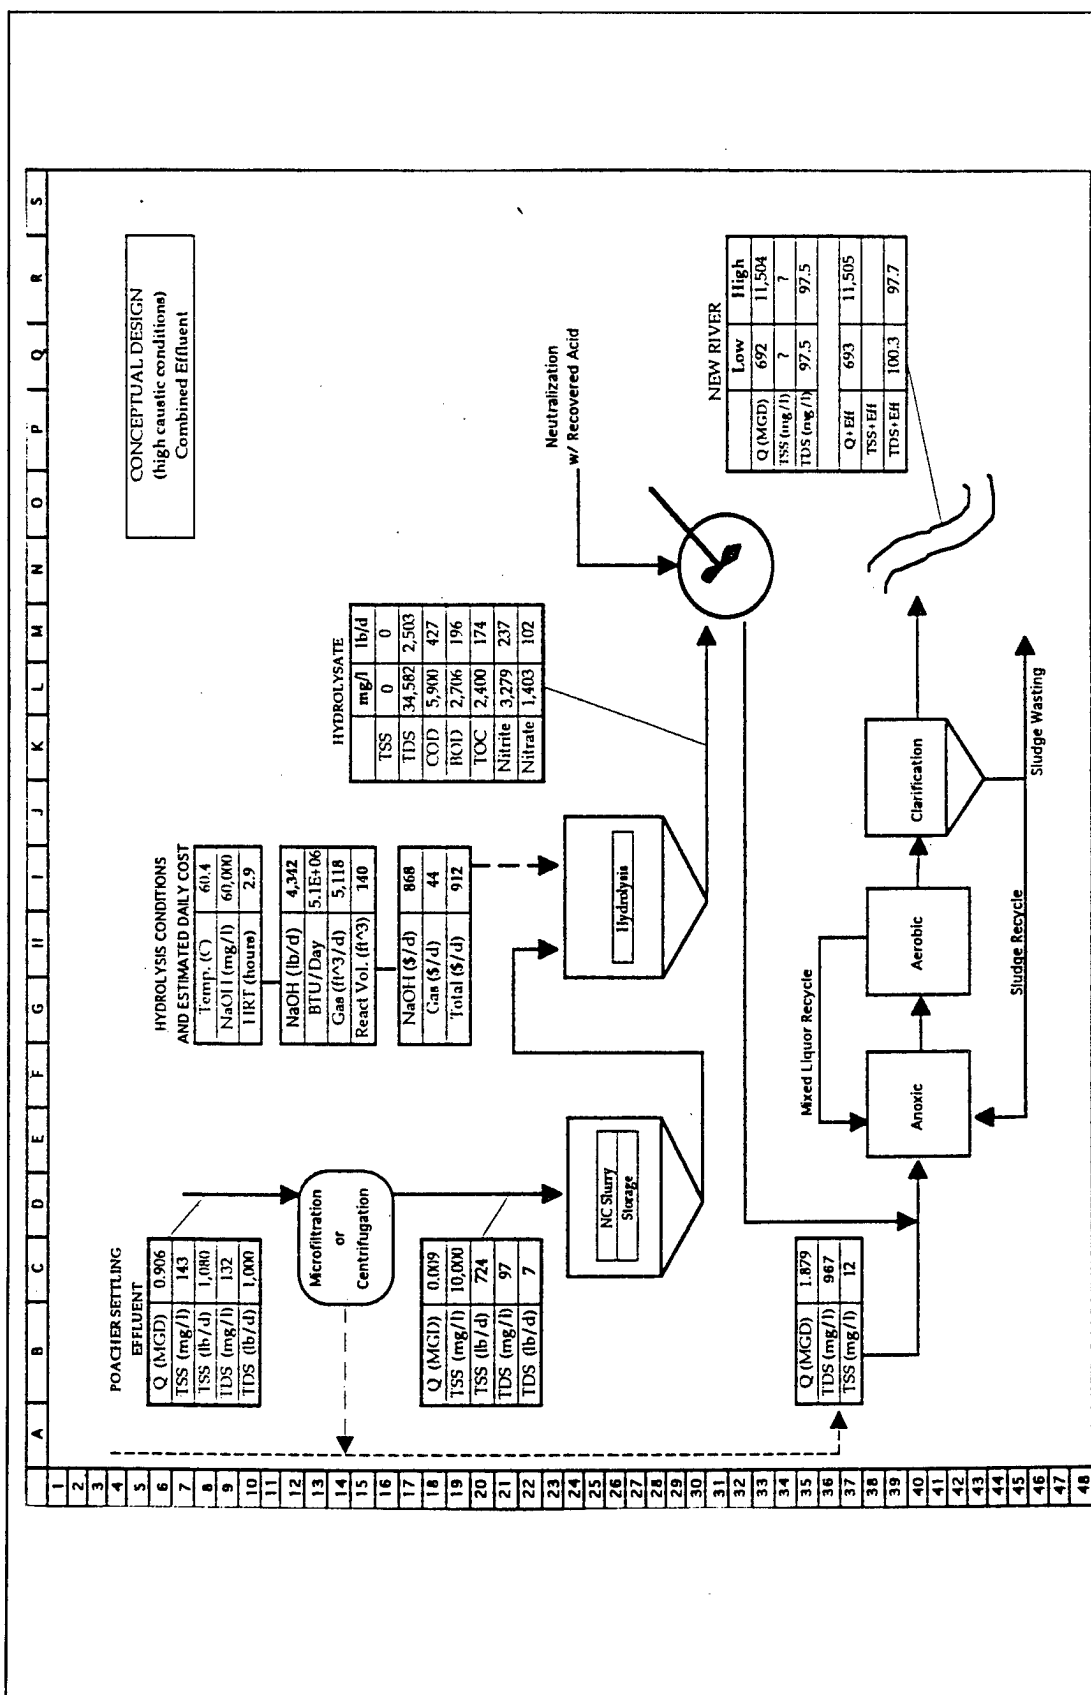 A B C D E F G H I J K L M N O P Q R S
1
2
3
4
5
6
7
8
9
10
11
12
13
14
15
16
17
18
19
20
21
22
23
24
25
26
27
28
29
30
31
32
33
34
35
36
37
38
39
40
41
42
43
44
45
46
47
48
CONCEPTUAL DESIGN
(high caustic conditions)
Combined Effluent
POACHER SETTLING
EFFLUENT
Q (MGD) 0.906
TSS (mg/l) 143
TSS (lb/d) 1,080
TDS (mg/l) 132
TDS (lb/d) 1,000
Microfiltration
or
Centrifugation
Q (MGD) 0.009
TSS (mg/l) 10,000
TSS (lb/d) 724
TDS (mg/l) 97
TDS (lb/d) 7
NC Slurry
Storage
HYDROLYSIS CONDITIONS
AND ESTIMATED DAILY COST
Temp. (C) 60.4
NaOH (mg/l) 60,000
HRT (hours) 2.9
NaOH (lb/d) 4,342
BTU/Day 5.1E+06
Gas (ft^3/d) 5,118
React Vol. (ft^3) 140
NaOH ($/d) 868
Gas ($/d) 44
Total ($/d) 912
Hydrolysis
HYDROLYSATE
mg/l lb/d
TSS 0 0
TDS 34,582 2,503
COD 5,900 427
BOD 2,706 196
TOC 2,400 174
Nitrite 3,279 237
Nitrate 1,403 102
Neutralization
w/ Recovered Acid
Q (MGD) 1.879
TDS (mg/l) 967
TSS (mg/l) 12
Mixed Liquor Recycle
Anoxic
Aerobic
Clarification
Sludge Recycle
Sludge Wasting
NEW RIVER
Low High
Q (MGD) 692 11,504
TSS (mg/l) ? ?
TDS (mg/l) 97.5 97.5
Q+Eff 693 11,505
TSS+Eff
TDS+Eff 100.3 97.7